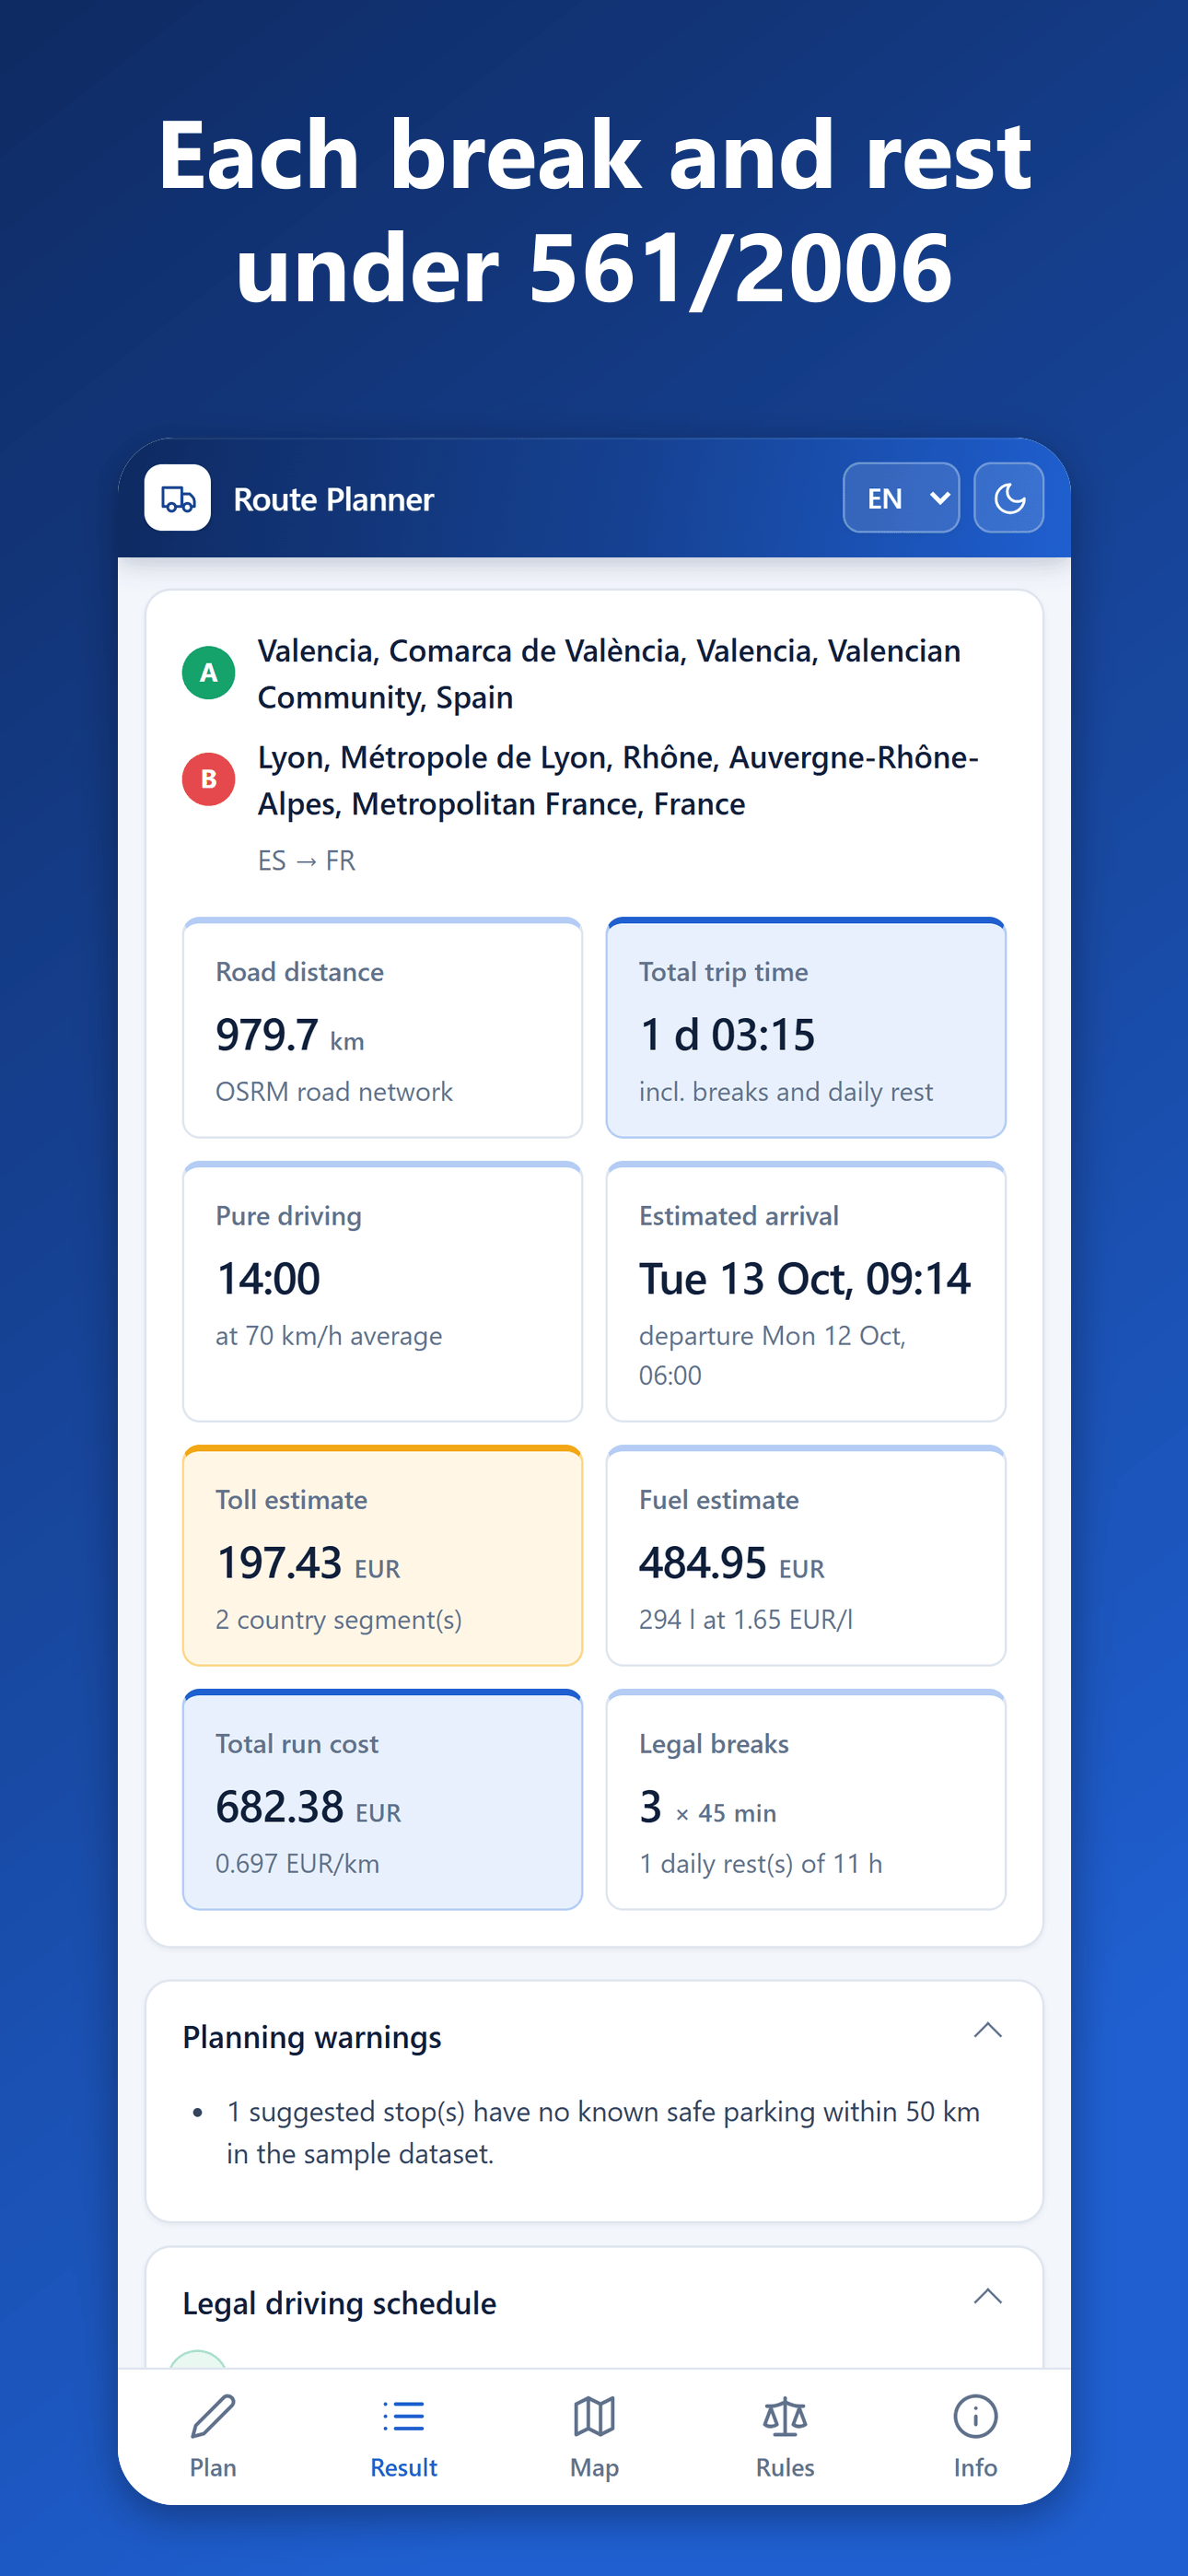 Each break and rest
under 561/2006
Route Planner
EN
A
Valencia, Comarca de València, Valencia, Valencian
Community, Spain
B
Lyon, Métropole de Lyon, Rhône, Auvergne-Rhône-
Alpes, Metropolitan France, France
ES → FR
Road distance
979.7 km
OSRM road network
Total trip time
1 d 03:15
incl. breaks and daily rest
Pure driving
14:00
at 70 km/h average
Estimated arrival
Tue 13 Oct, 09:14
departure Mon 12 Oct,
06:00
Toll estimate
197.43 EUR
2 country segment(s)
Fuel estimate
484.95 EUR
294 l at 1.65 EUR/l
Total run cost
682.38 EUR
0.697 EUR/km
Legal breaks
3 × 45 min
1 daily rest(s) of 11 h
Planning warnings
• 1 suggested stop(s) have no known safe parking within 50 km
in the sample dataset.
Legal driving schedule
Plan
Result
Map
Rules
Info